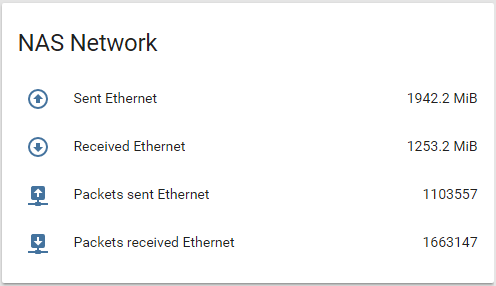 NAS Network
Sent Ethernet 1942.2 MiB
Received Ethernet 1253.2 MiB
Packets sent Ethernet 1103557
Packets received Ethernet 1663147